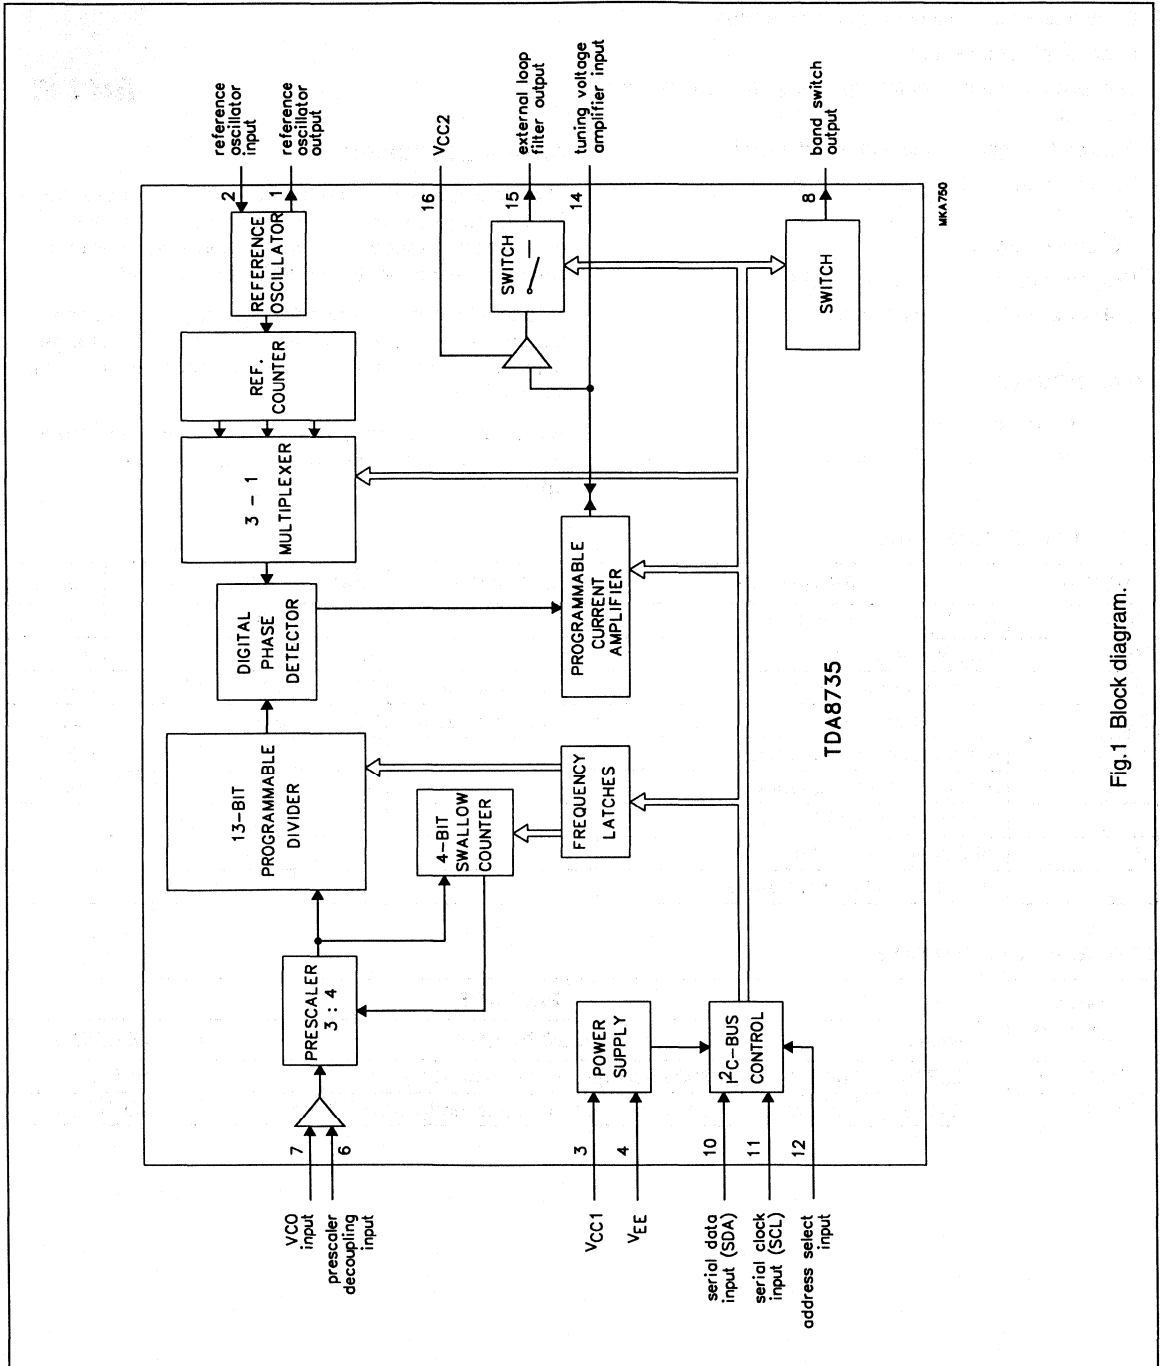 reference
oscillator
input
reference
oscillator
output
VCC2
external loop
filter output
tuning voltage
amplifier input
band switch
output
2
1
16
15
14
8
REFERENCE
OSCILLATOR
REF.
COUNTER
3 - 1
MULTIPLEXER
DIGITAL
PHASE
DETECTOR
13-BIT
PROGRAMMABLE
DIVIDER
4-BIT
SWALLOW
COUNTER
PRESCALER
3 : 4
SWITCH
PROGRAMMABLE
CURRENT
AMPLIFIER
FREQUENCY
LATCHES
SWITCH
POWER
SUPPLY
I2C-BUS
CONTROL
TDA8735
7
6
3
4
10
11
12
VCO
input
prescaler
decoupling
input
VCC1
VEE
serial data
input (SDA)
serial clock
input (SCL)
address select
input
MKA750
Fig.1 Block diagram.